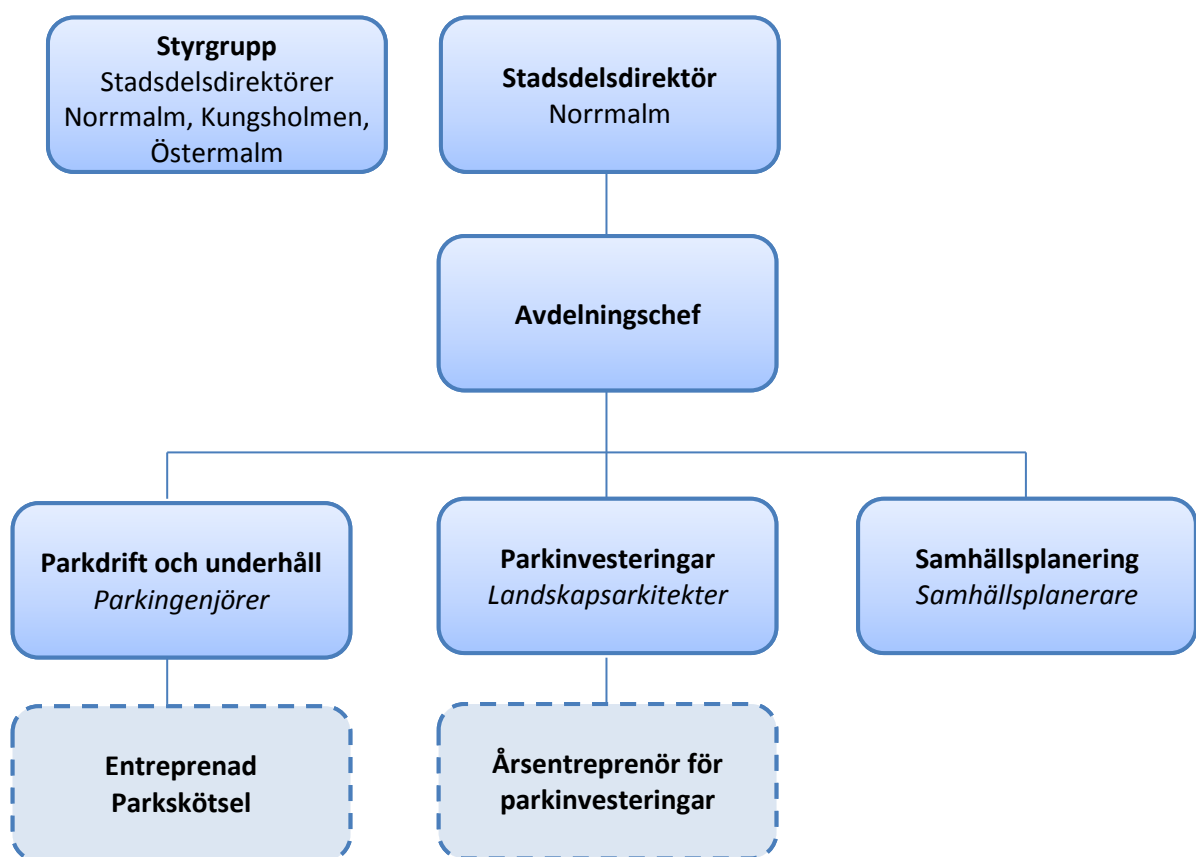 Styrgrupp
Stadsdelsdirektörer
Norrmalm, Kungsholmen,
Östermalm
Stadsdelsdirektör
Norrmalm
Avdelningschef
Parkdrift och underhåll
Parkingenjörer
Parkinvesteringar
Landskapsarkitekter
Samhällsplanering
Samhällsplanerare
Entreprenad
Parkskötsel
Årsentreprenör för
parkinvesteringar